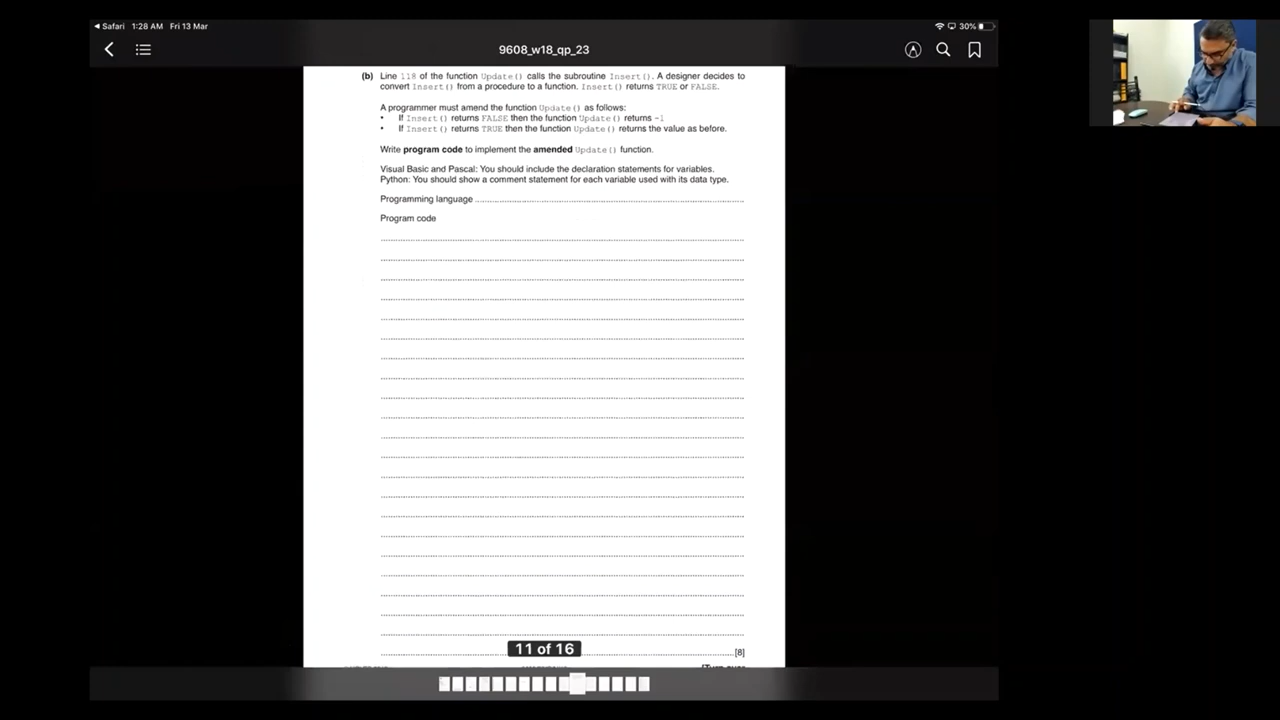 Safari 1:28 AM Fri 13 Mar
30%
9608_w18_qp_23
(b) Line 118 of the function Update() calls the subroutine Insert(). A designer decides to
convert Insert() from a procedure to a function. Insert() returns TRUE or FALSE.
A programmer must amend the function Update() as follows:
• If Insert() returns FALSE then the function Update() returns -1
• If Insert() returns TRUE then the function Update() returns the value as before.
Write program code to implement the amended Update() function.
Visual Basic and Pascal: You should include the declaration statements for variables.
Python: You should show a comment statement for each variable used with its data type.
Programming language
Program code
[8]
11 of 16